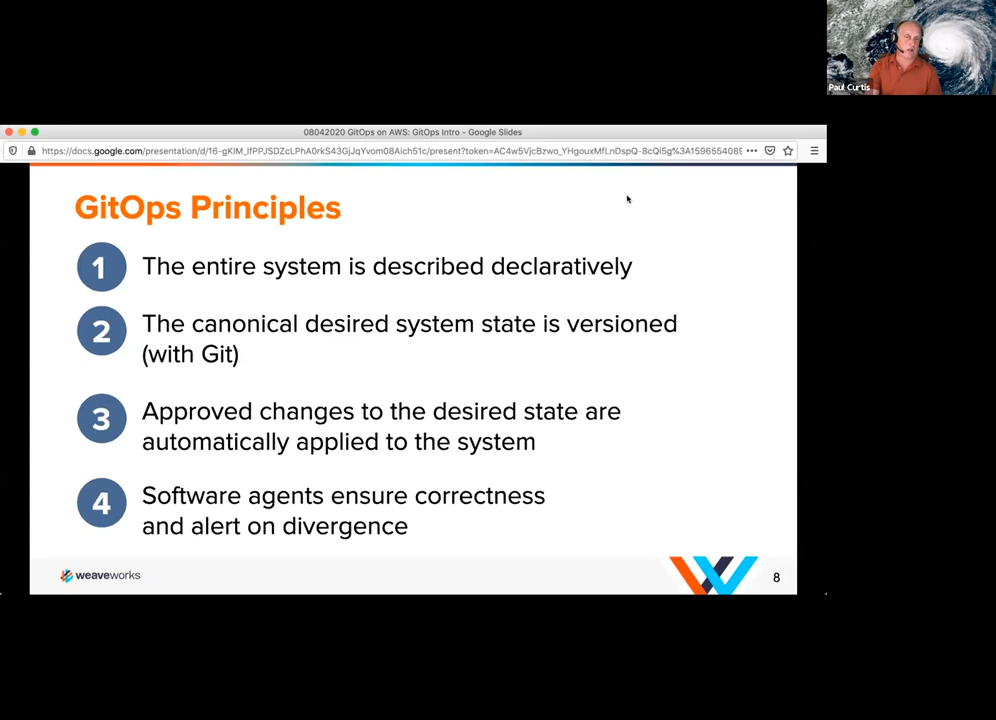 Paul Curtis
08042020 GitOps on AWS: GitOps Intro - Google Slides
GitOps Principles
1 The entire system is described declaratively
2 The canonical desired system state is versioned
(with Git)
3 Approved changes to the desired state are
automatically applied to the system
4 Software agents ensure correctness
and alert on divergence
weaveworks
8